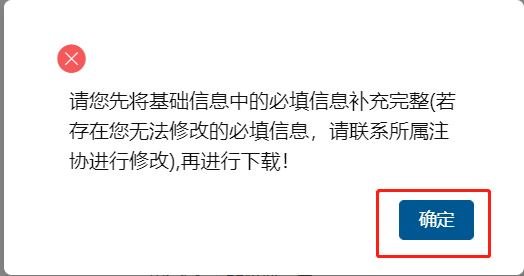 请您先将基础信息中的必填信息补充完整(若
存在您无法修改的必填信息，请联系所属注
协进行修改),再进行下载！
确定